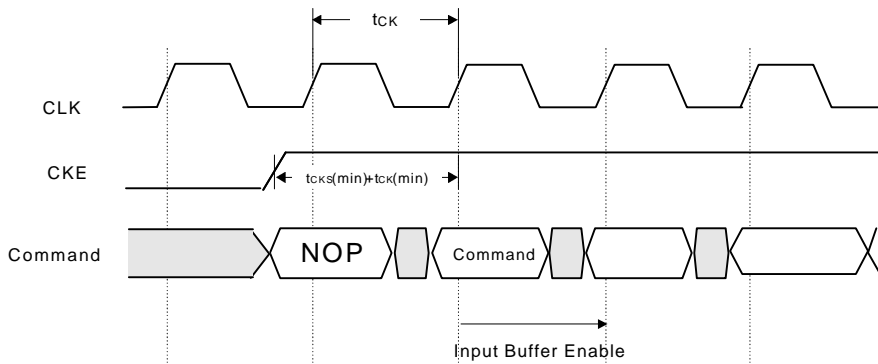 tCK
CLK
CKE
tCKS(min)+tCK(min)
Command
NOP
Command
Input Buffer Enable